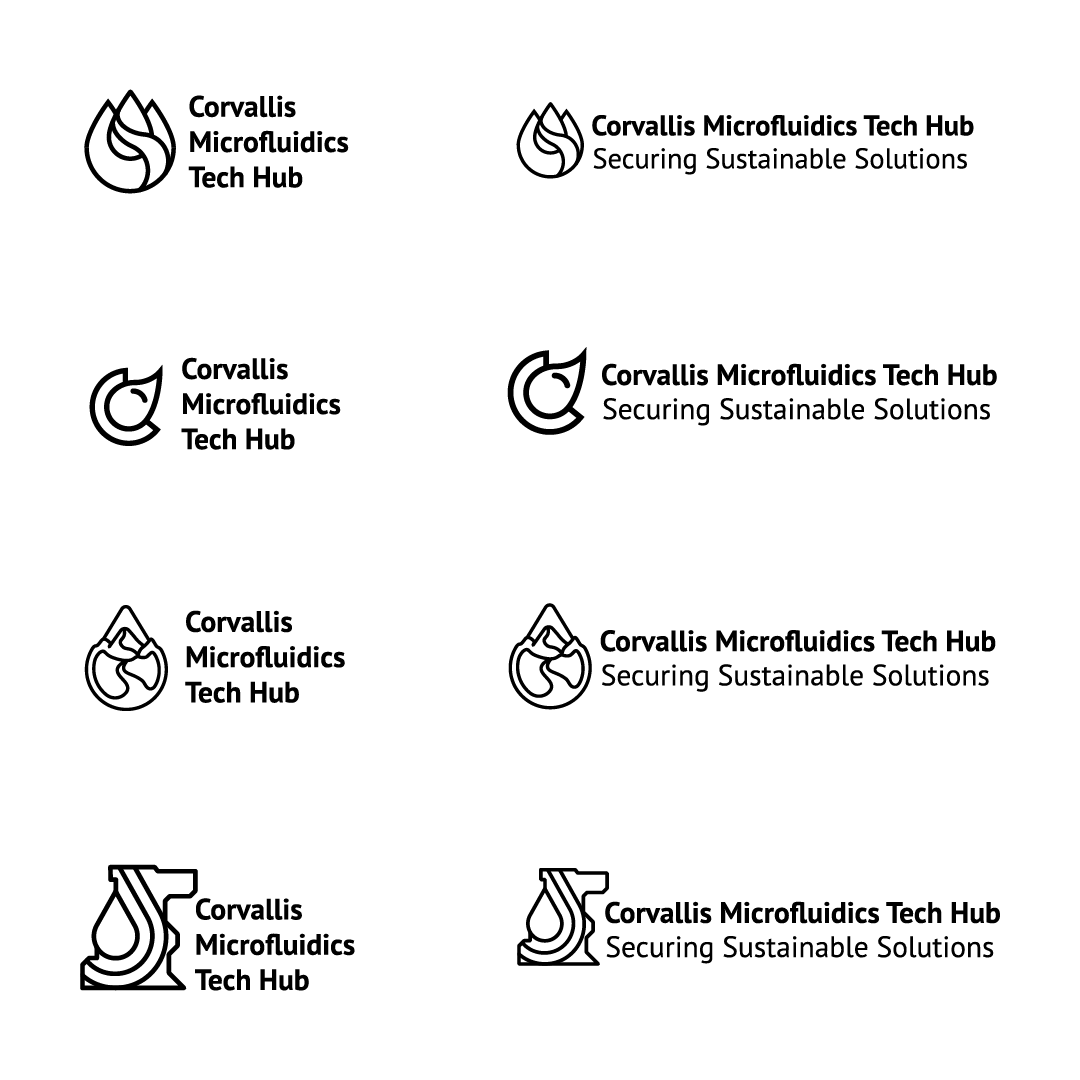 Corvallis
Microfluidics
Tech Hub
Corvallis Microfluidics Tech Hub
Securing Sustainable Solutions
Corvallis
Microfluidics
Tech Hub
Corvallis Microfluidics Tech Hub
Securing Sustainable Solutions
Corvallis
Microfluidics
Tech Hub
Corvallis Microfluidics Tech Hub
Securing Sustainable Solutions
Corvallis
Microfluidics
Tech Hub
Corvallis Microfluidics Tech Hub
Securing Sustainable Solutions